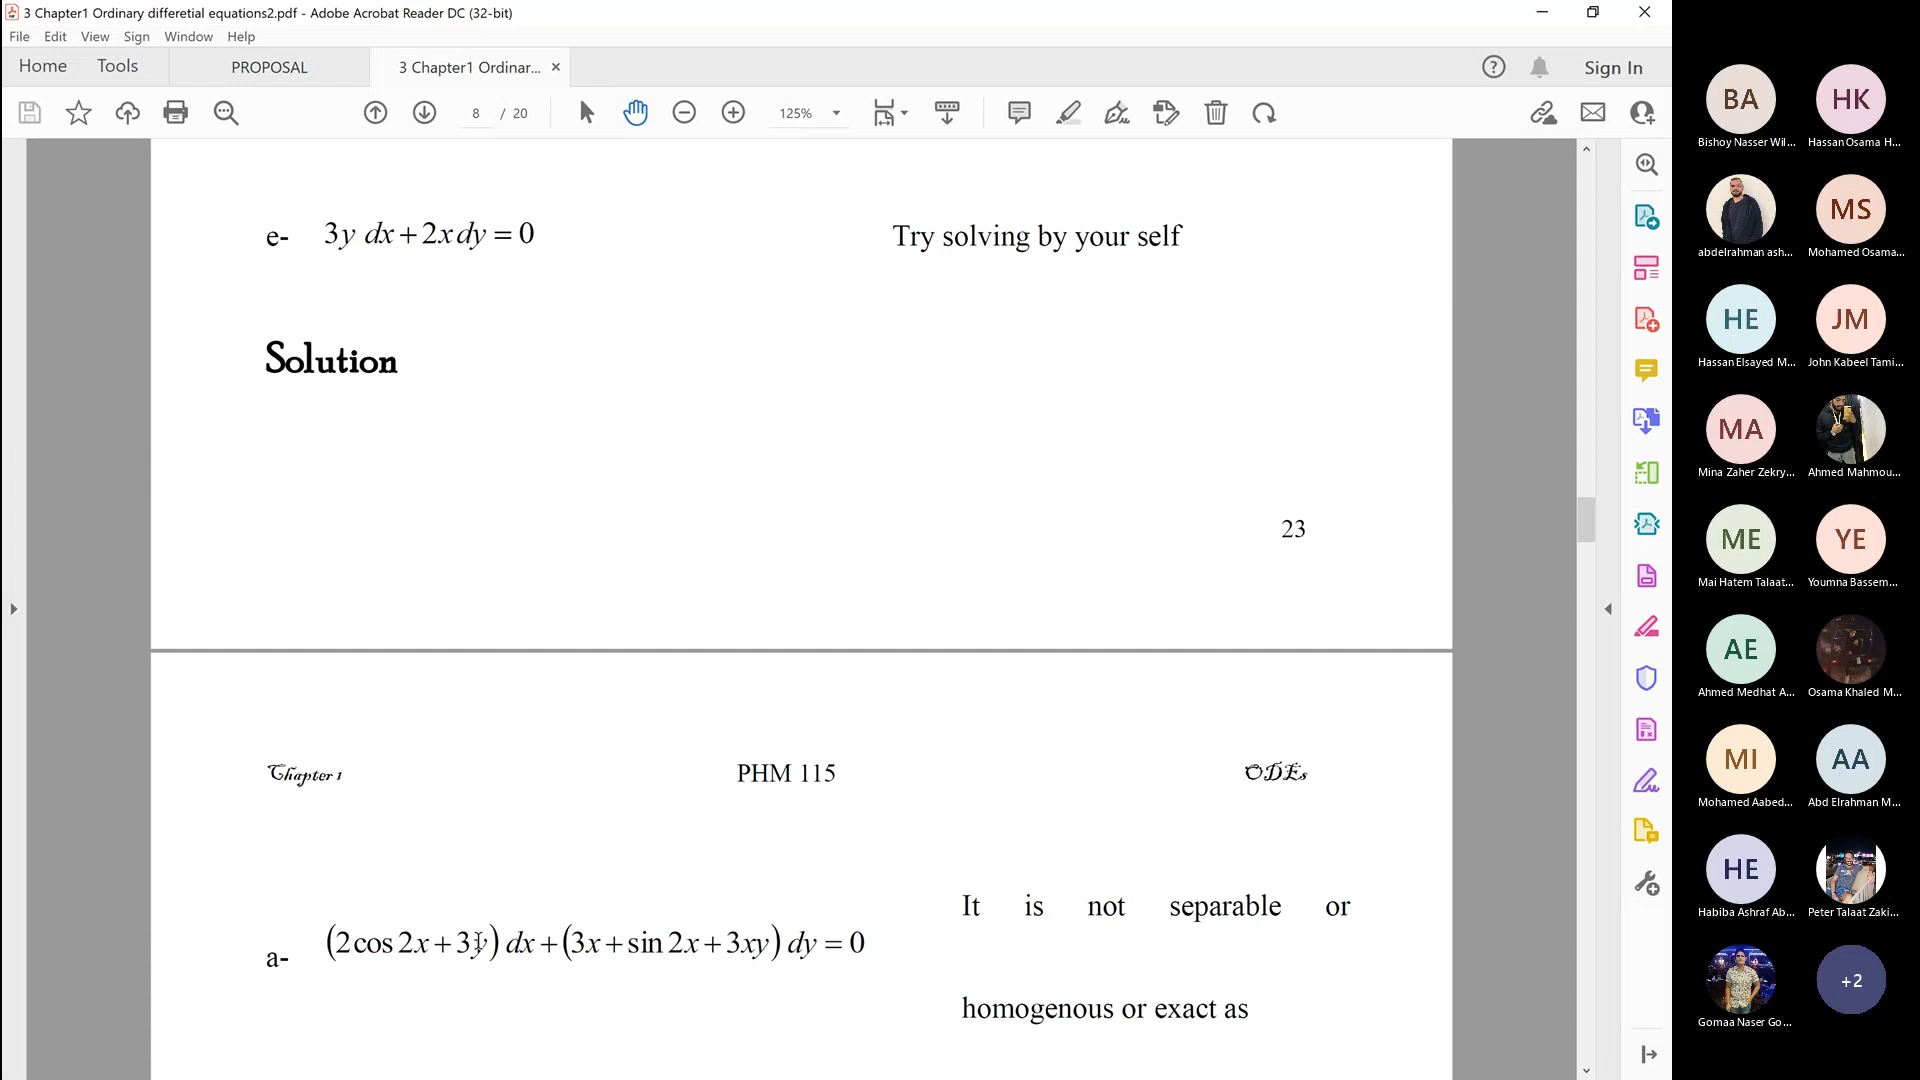 3 Chapter1 Ordinary differetial equations2.pdf - Adobe Acrobat Reader DC (32-bit)
File Edit View Sign Window Help
Home Tools PROPOSAL 3 Chapter1 Ordinar... × Sign In
8 / 20 125%
e- 3y dx + 2x dy = 0 Try solving by your self
Solution
23
Chapter 1 PHM 115 ODEs
It is not separable or
a- (2cos 2x + 3y) dx + (3x + sin 2x + 3xy) dy = 0
homogenous or exact as
BA HK
Bishoy Nasser Wil... Hassan Osama H...
MS
abdelrahman ash... Mohamed Osama...
HE JM
Hassan Elsayed M... John Kabeel Tami...
MA
Mina Zaher Zekry... Ahmed Mahmou...
ME YE
Mai Hatem Talaat... Youmna Bassem...
AE
Ahmed Medhat A... Osama Khaled M...
MI AA
Mohamed Aabed... Abd Elrahman M...
HE
Habiba Ashraf Ab... Peter Talaat Zaki...
+2
Gomaa Naser Go...